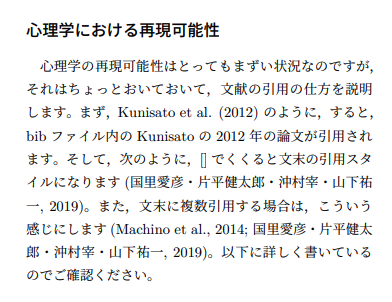 心理学における再現可能性
心理学の再現可能性はとってもまずい状況なのですが，
それはちょっとおいておいて，文献の引用の仕方を説明
します。まず，Kunisato et al. (2012) のように，すると，
bib ファイル内の Kunisato の 2012 年の論文が引用され
ます。そして，次のように，[] でくくると文末の引用スタ
イルになります (国里愛彦・片平健太郎・沖村宰・山下祐
一, 2019)。また，文末に複数引用する場合は，こういう
感じにします (Machino et al., 2014; 国里愛彦・片平健太
郎・沖村宰・山下祐一, 2019)。以下に詳しく書いている
のでご確認ください。